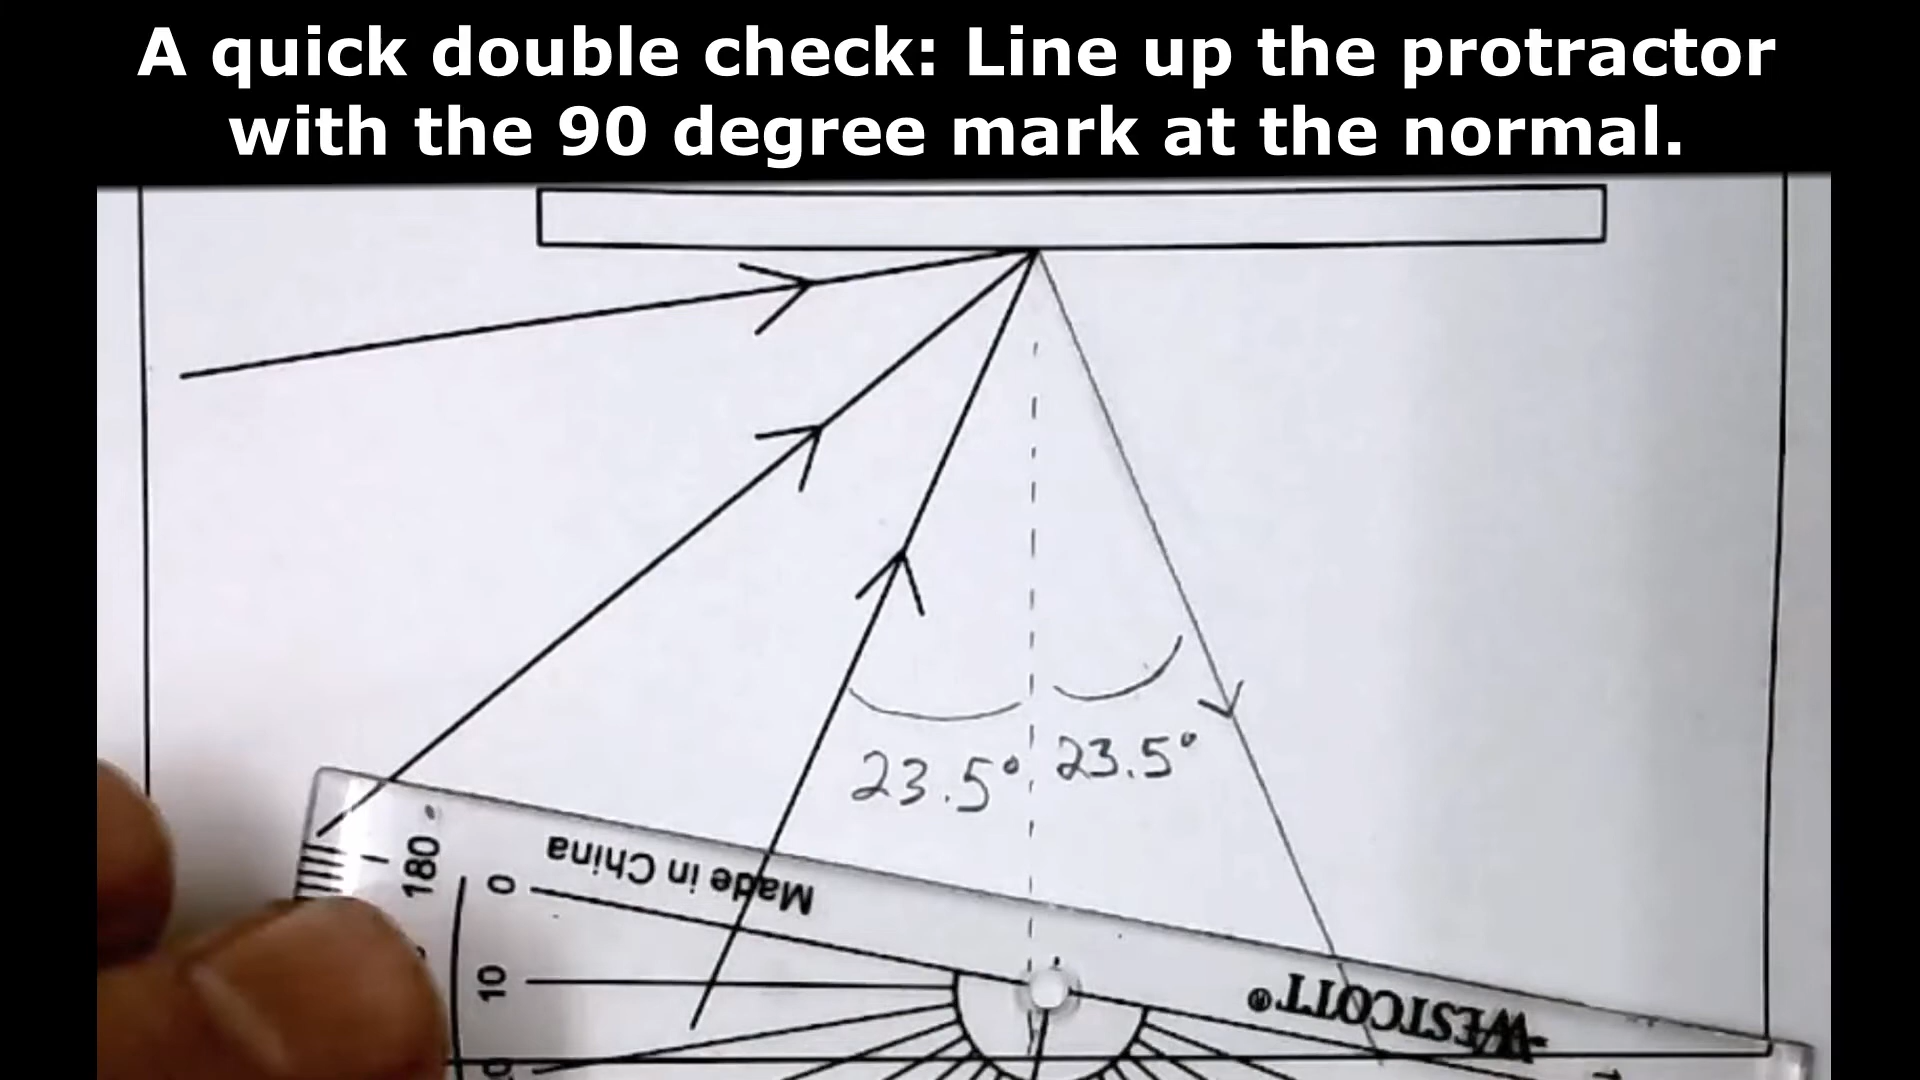 A quick double check: Line up the protractor
with the 90 degree mark at the normal.
23.5° 23.5°
180
0
Made in China
10
WESTCOTT®